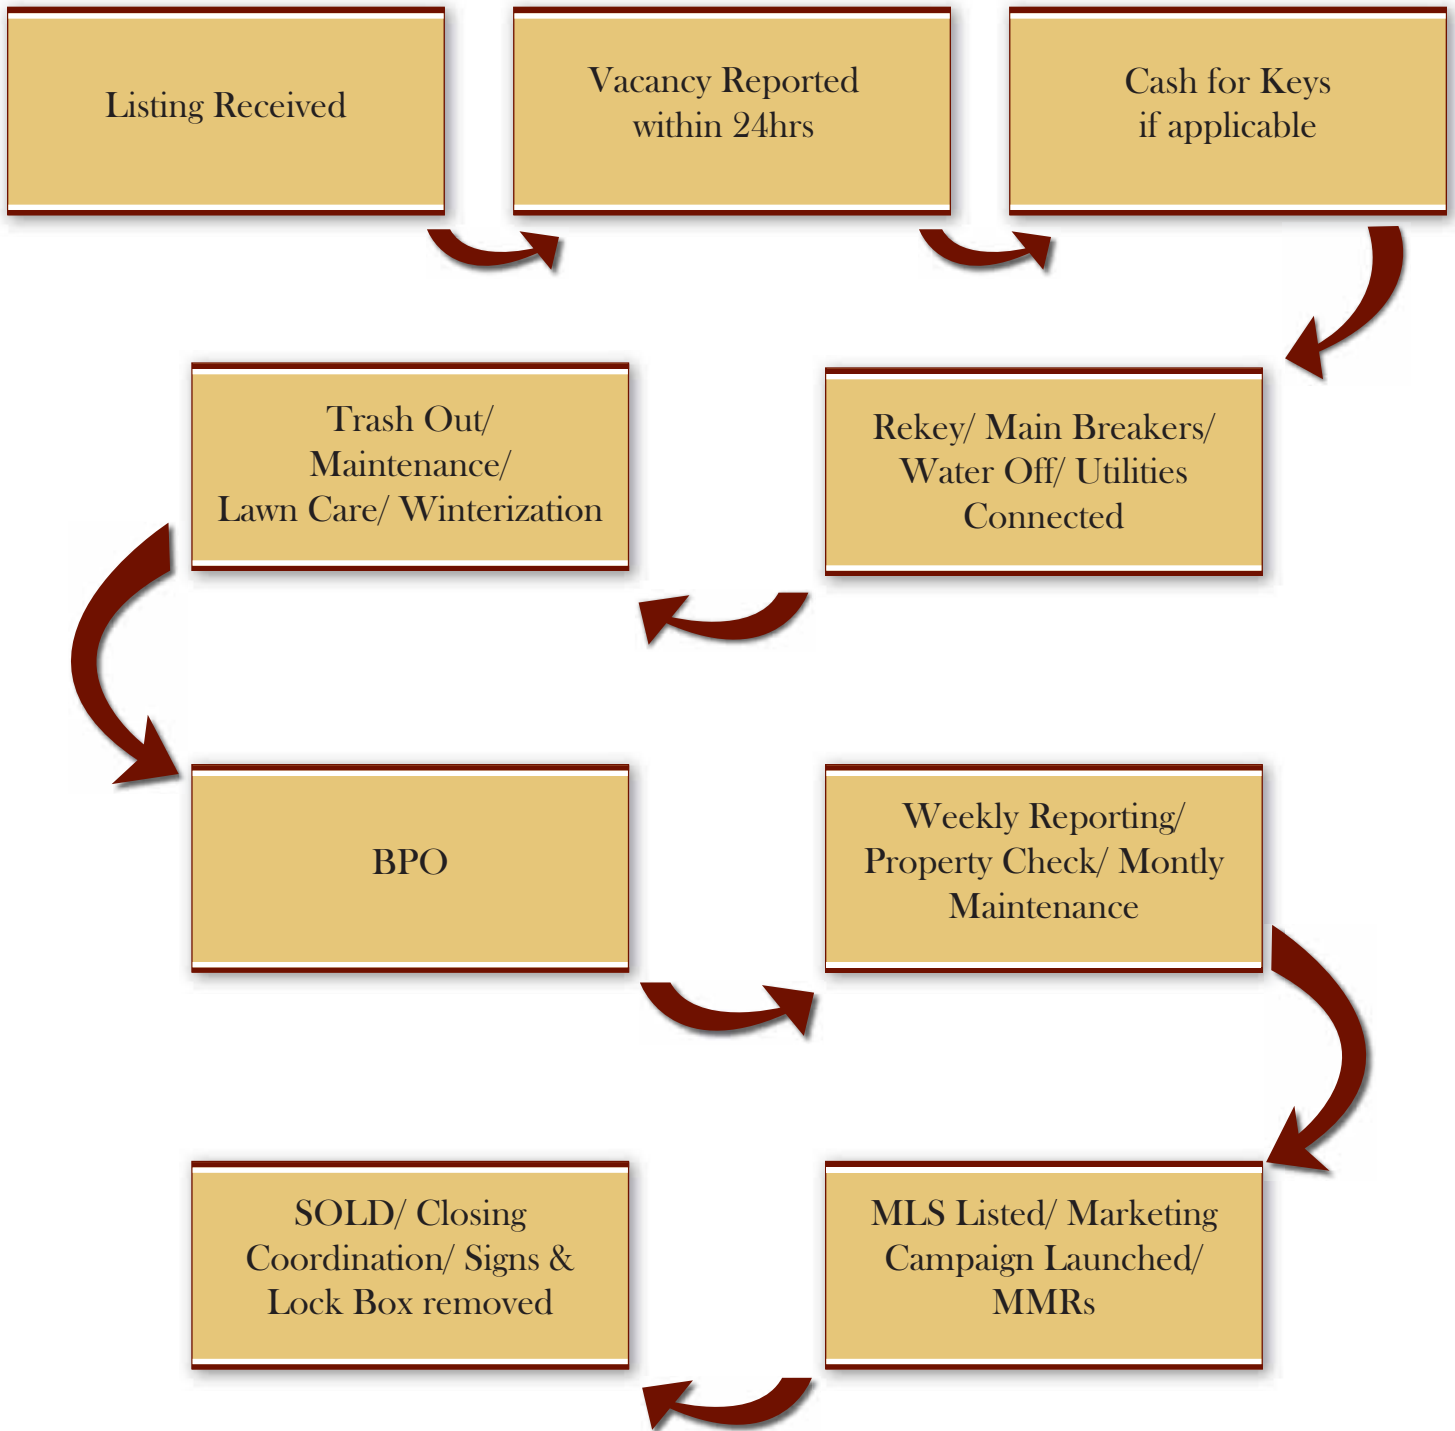 Listing Received
Vacancy Reported
within 24hrs
Cash for Keys
if applicable
Rekey/ Main Breakers/
Water Off/ Utilities
Connected
Trash Out/
Maintenance/
Lawn Care/ Winterization
BPO
Weekly Reporting/
Property Check/ Montly
Maintenance
MLS Listed/ Marketing
Campaign Launched/
MMRs
SOLD/ Closing
Coordination/ Signs &
Lock Box removed